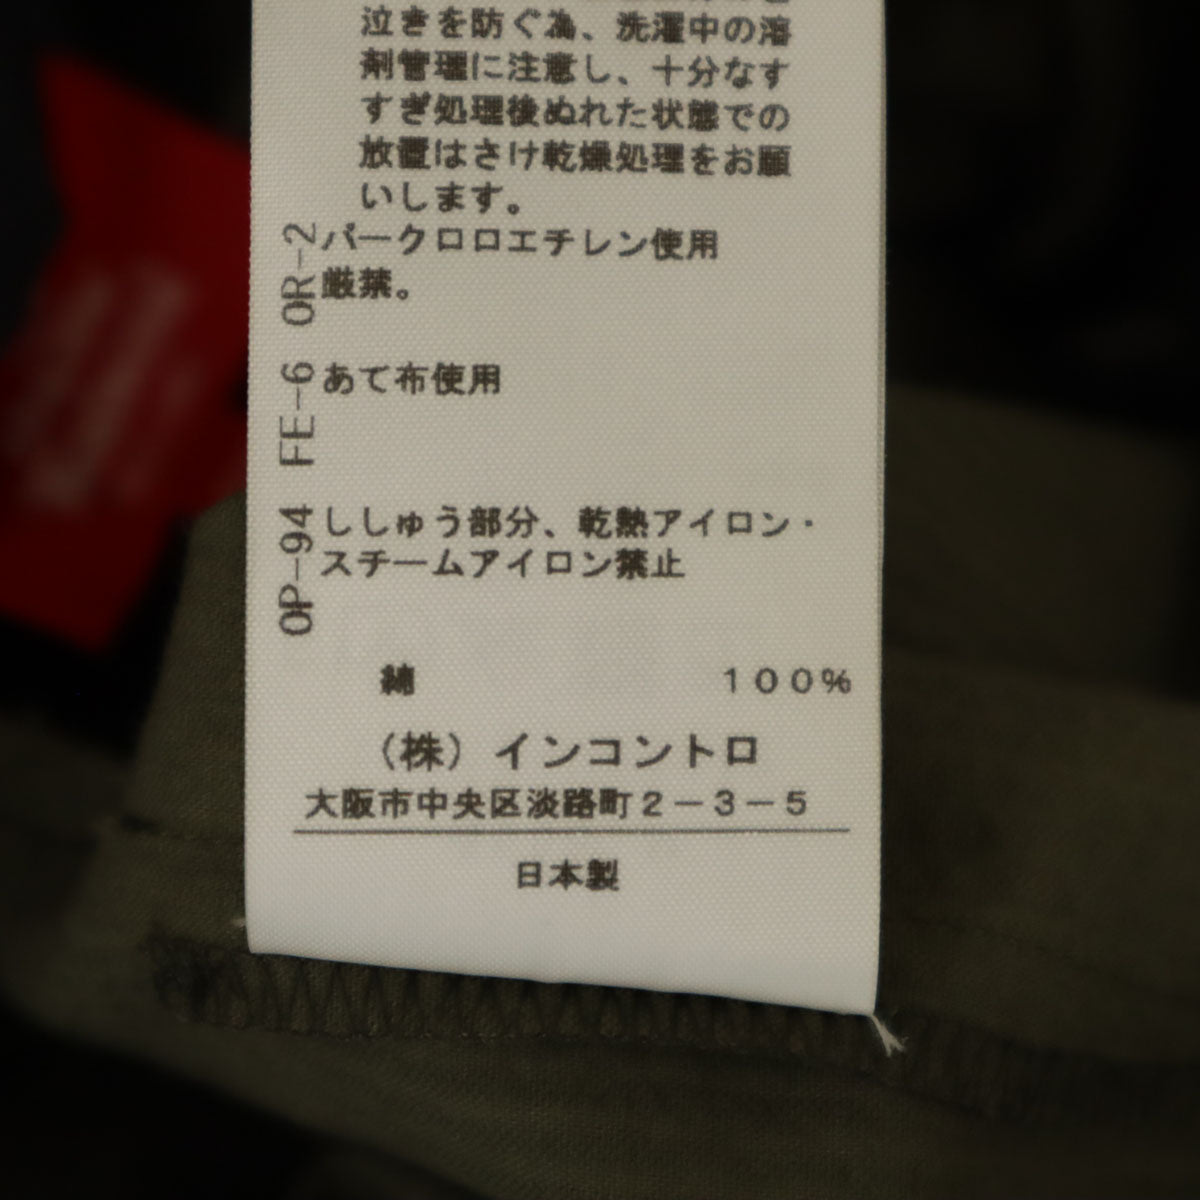 泣きを防ぐ為、洗濯中の溶
剤管理に注意し、十分なす
すぎ処理後ぬれた状態での
放置はさけ乾燥処理をお願
いします。
OR-2
パークロロエチレン使用
厳禁。
FE-6
あて布使用
OP-94
ししゅう部分、乾熱アイロン・
スチームアイロン禁止
綿 100%
(株)インコントロ
大阪市中央区淡路町2-3-5
日本製